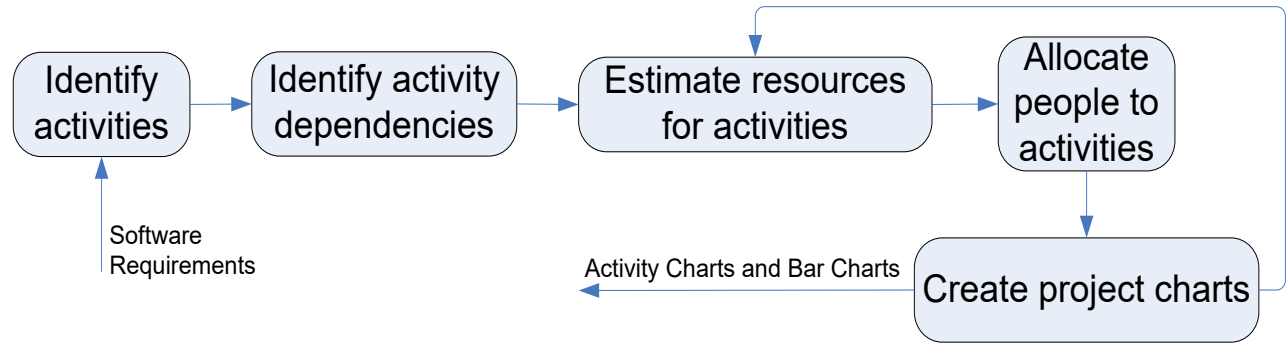 Identify
activities
Identify activity
dependencies
Estimate resources
for activities
Allocate
people to
activities
Software
Requirements
Activity Charts and Bar Charts
Create project charts